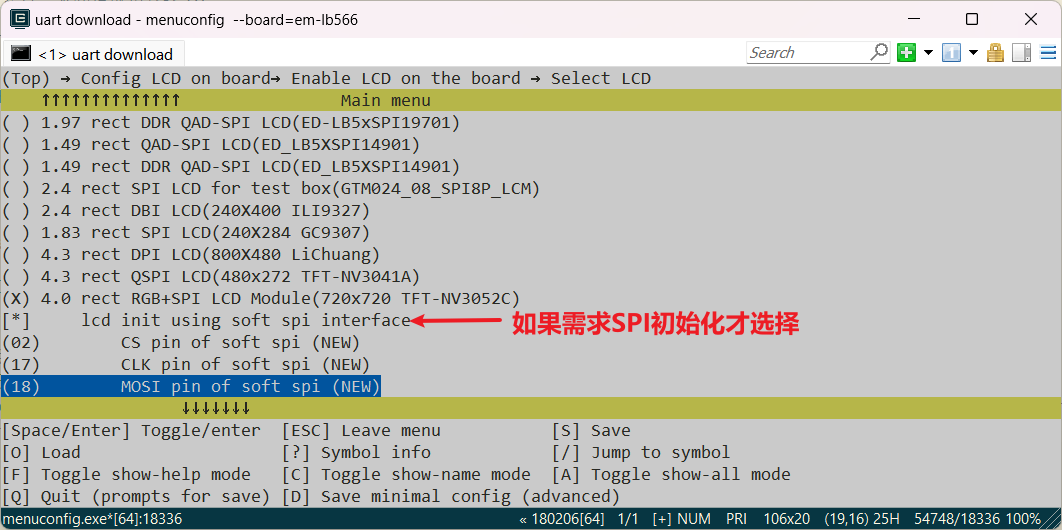 uart download - menuconfig --board=em-lb566
<1> uart download
Search
(Top) → Config LCD on board→ Enable LCD on the board → Select LCD
↑↑↑↑↑↑↑↑↑↑↑↑↑↑ Main menu
( ) 1.97 rect DDR QAD-SPI LCD(ED-LB5XSPI19701)
( ) 1.49 rect QAD-SPI LCD(ED_LB5XSPI14901)
( ) 1.49 rect DDR QAD-SPI LCD(ED_LB5XSPI14901)
( ) 2.4 rect SPI LCD for test box(GTM024_08_SPI8P_LCM)
( ) 2.4 rect DBI LCD(240X400 ILI9327)
( ) 1.83 rect SPI LCD(240X284 GC9307)
( ) 4.3 rect DPI LCD(800X480 LiChuang)
( ) 4.3 rect QSPI LCD(480x272 TFT-NV3041A)
(X) 4.0 rect RGB+SPI LCD Module(720x720 TFT-NV3052C)
[*] lcd init using soft spi interface 如果需求SPI初始化才选择
(02) CS pin of soft spi (NEW)
(17) CLK pin of soft spi (NEW)
(18) MOSI pin of soft spi (NEW)
↓↓↓↓↓↓↓
[Space/Enter] Toggle/enter [ESC] Leave menu [S] Save
[O] Load [?] Symbol info [/] Jump to symbol
[F] Toggle show-help mode [C] Toggle show-name mode [A] Toggle show-all mode
[Q] Quit (prompts for save) [D] Save minimal config (advanced)
menuconfig.exe*[64]:18336 « 180206[64] 1/1 [+] NUM PRI 106x20 (19,16) 25H 54748/18336 100%